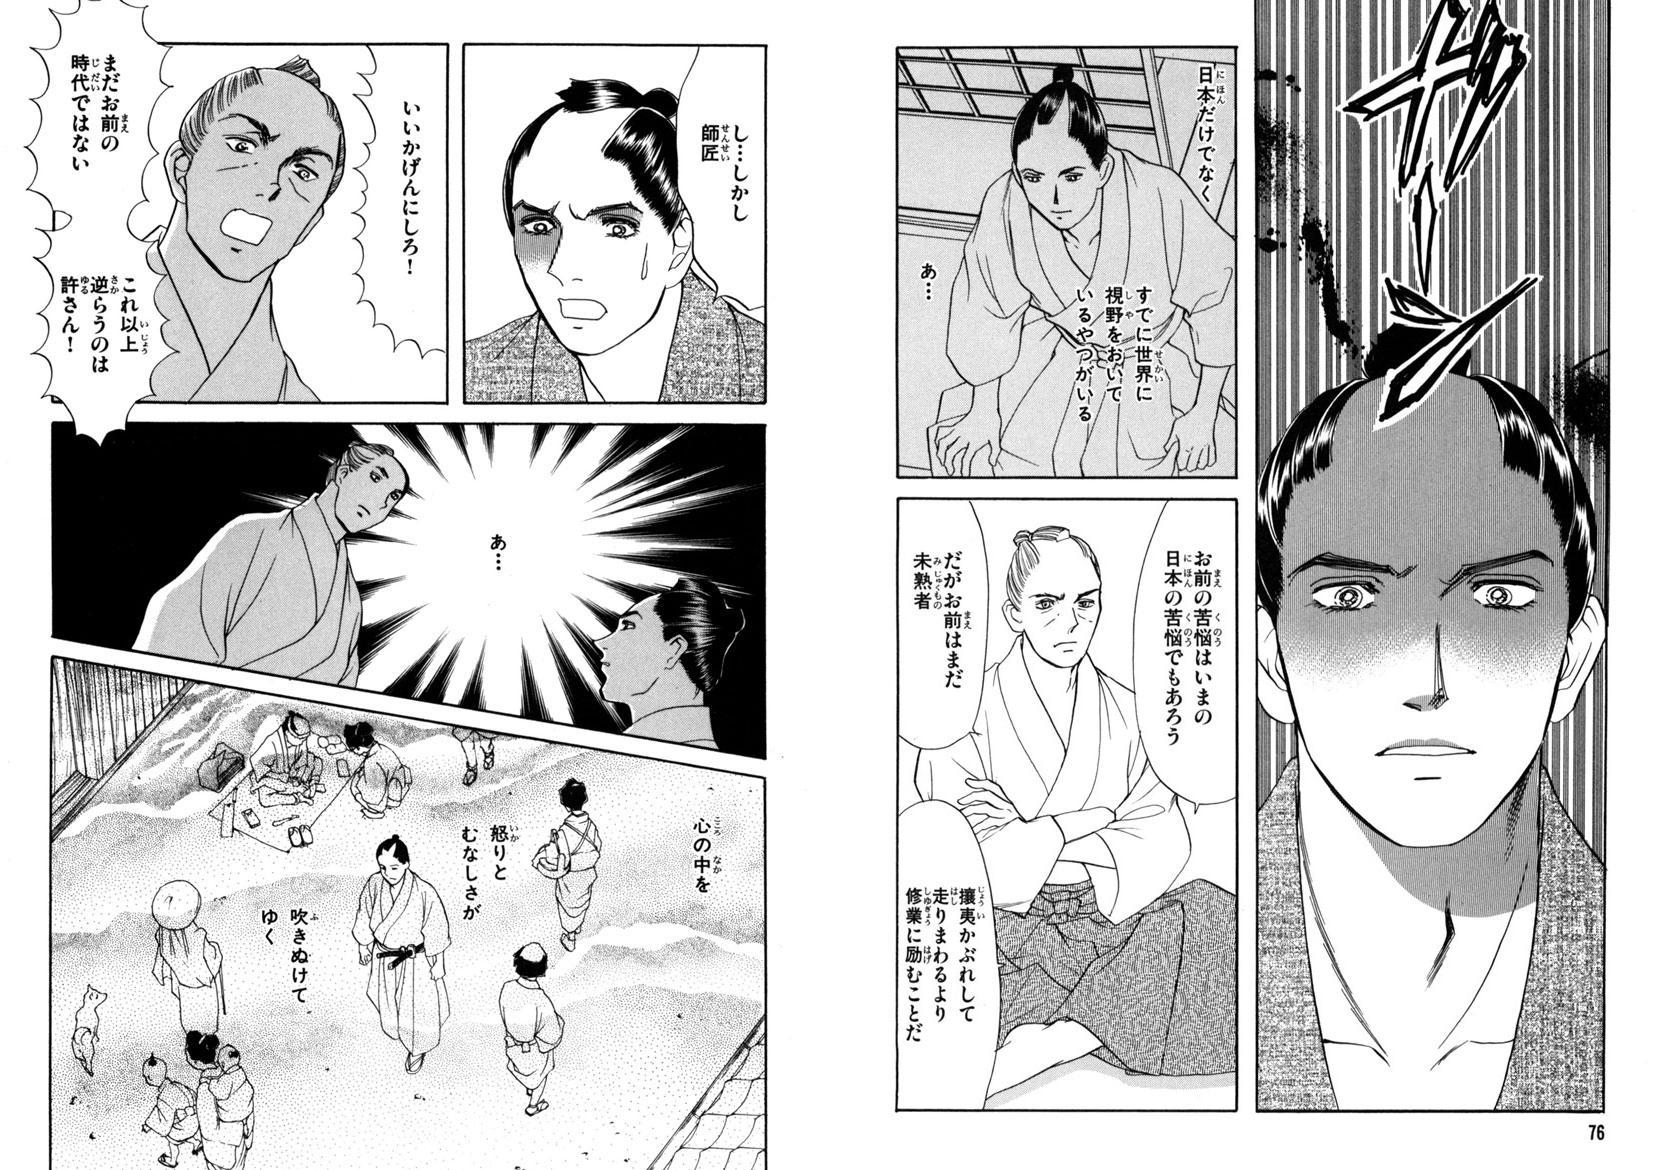 ギクッ
日本だけでなく
すでに世界に
視野をおいて
いるやつがいる
あ…
お前の苦悩はいまの
日本の苦悩でもあろう
だがお前はまだ
未熟者
攘夷かぶれして
走りまわるより
修業に励むことだ
76
し…しかし
師匠
いいかげんにしろ！
まだお前の
時代ではない
これ以上
逆らうのは
許さん！
あ…
心の中を
怒りと
むなしさが
吹きぬけて
ゆく